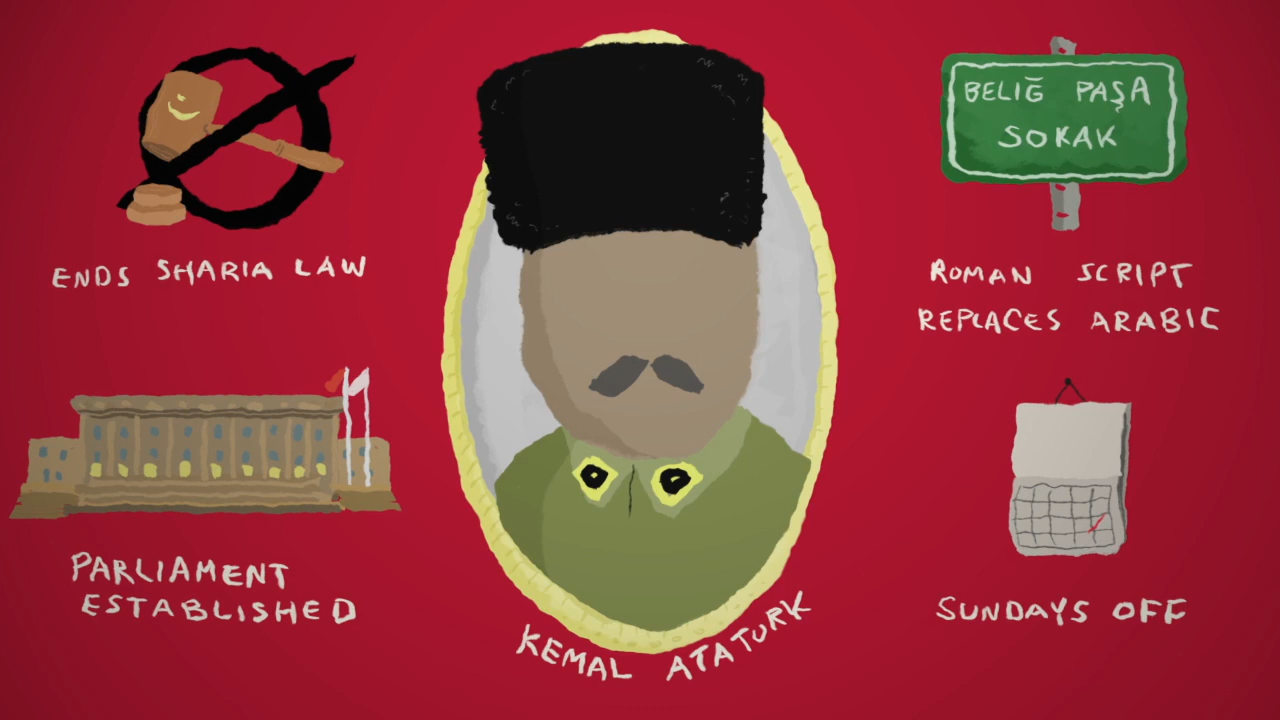 ENDS SHARIA LAW
PARLIAMENT
ESTABLISHED
KEMAL ATATURK
BELIĞ PAŞA
SOKAK
ROMAN SCRIPT
REPLACES ARABIC
SUNDAYS OFF